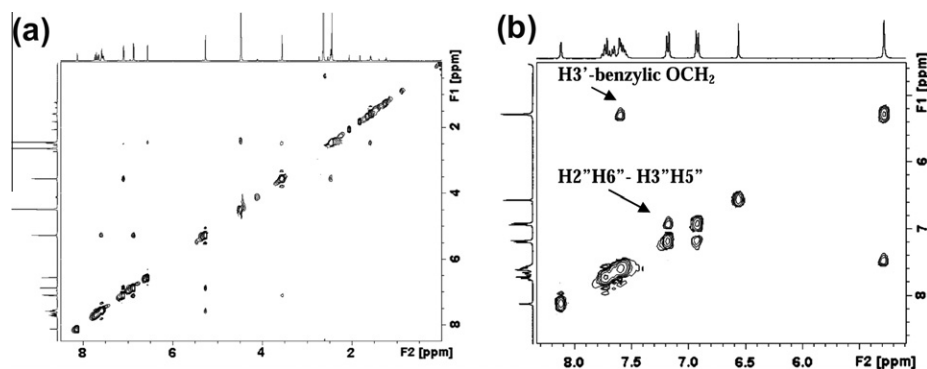 (a)
F1 [ppm]
2
4
6
8
8
6
4
2
F2 [ppm]
(b)
H3'-benzylic OCH₂
H2”H6”- H3”H5”
F1 [ppm]
6
7
8
8.0
7.5
7.0
6.5
6.0
F2 [ppm]